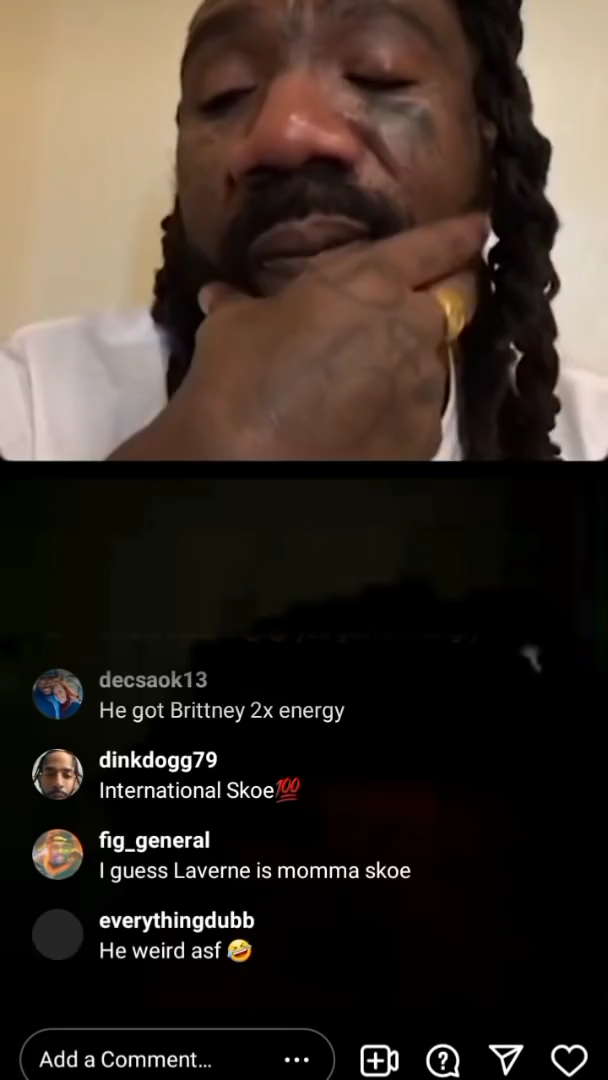 decsaok13
He got Brittney 2x energy
dinkdogg79
International Skoe💯
fig_general
I guess Laverne is momma skoe
everythingdubb
He weird asf 🤣
Add a Comment...